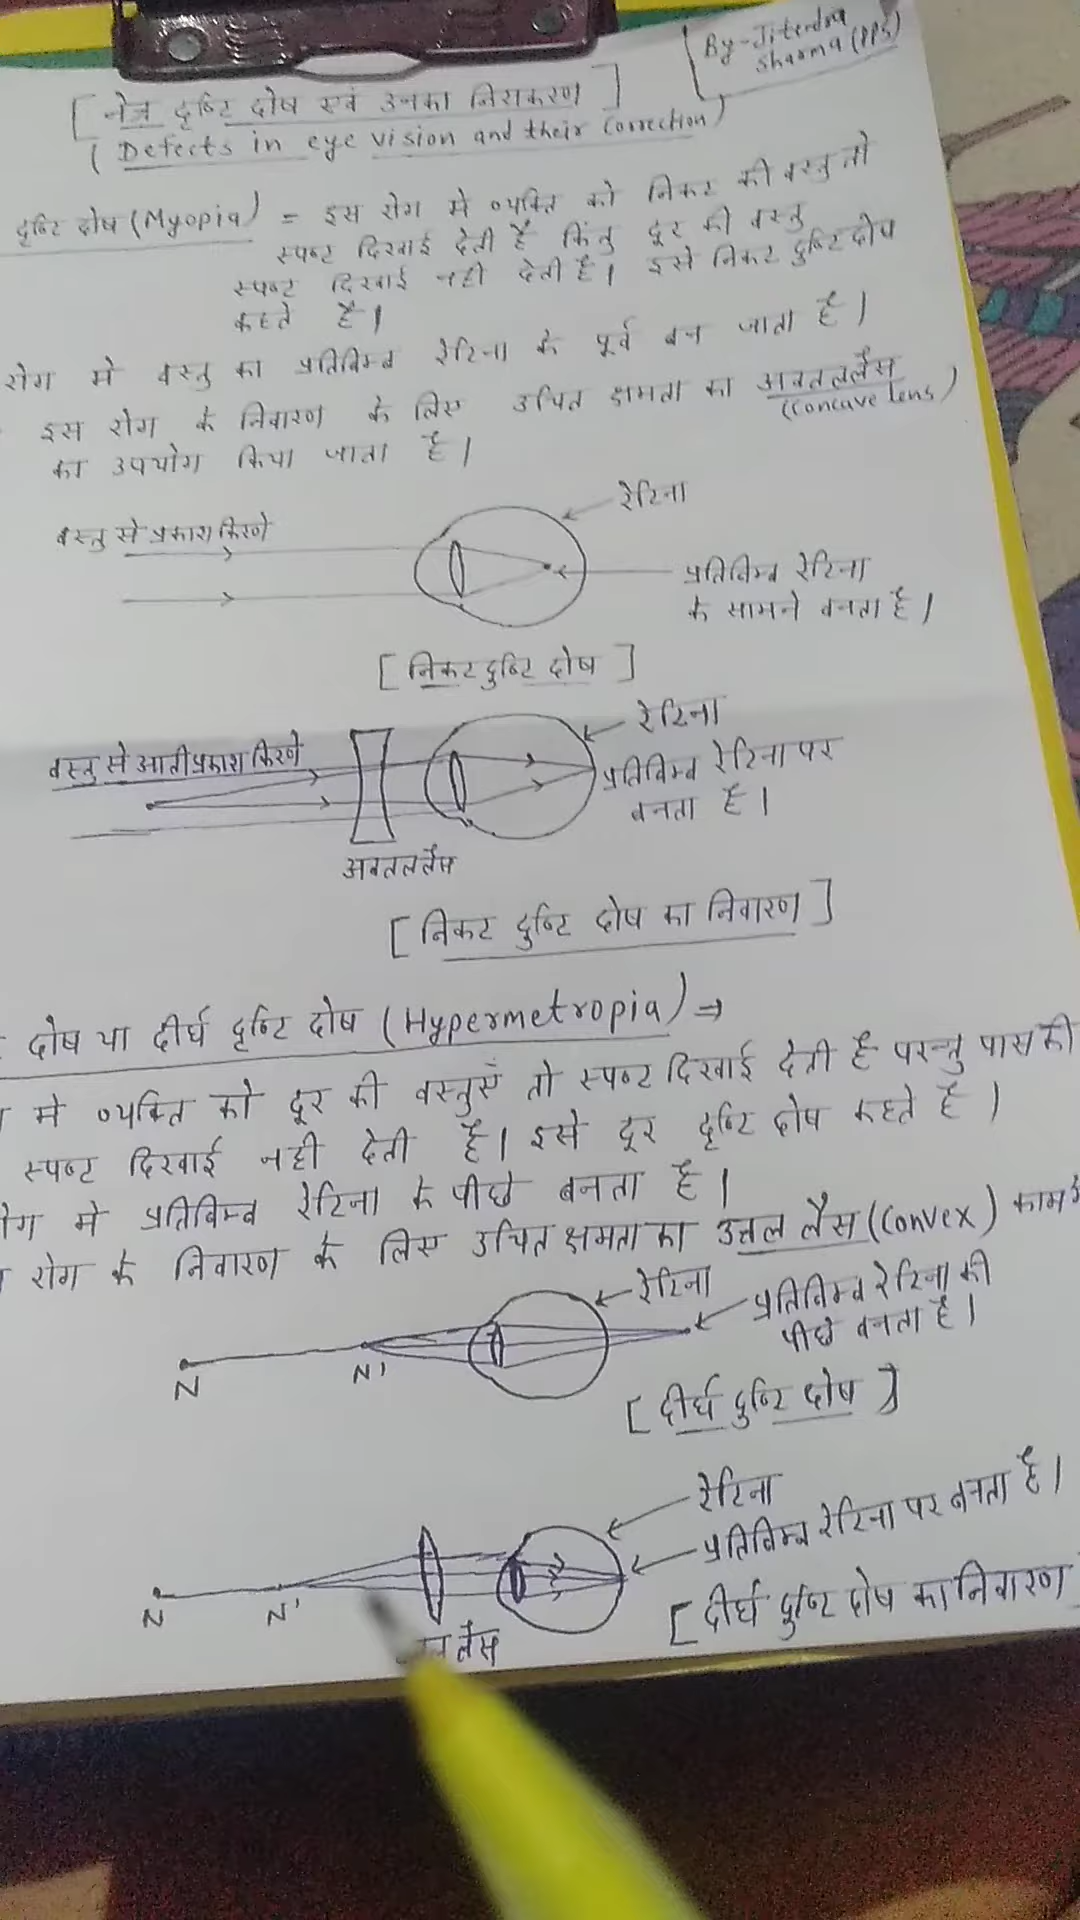 By-Jitendra
Sharma (PPS)
[ नेत्र दृष्टि दोष एवं उनका निराकरण ]
( Defects in eye vision and their Correction)
दृष्टि दोष (Myopia) = इस रोग मे व्यक्ति को निकट की वस्तु तो
स्पष्ट दिखाई देती है किंतु दूर की वस्तु
स्पष्ट दिखाई नही देती है। इसे निकट दृष्टि दोष
कहते है।
रोग मे वस्तु का प्रतिबिम्ब रेटिना के पूर्व बन जाता है।
इस रोग के निवारण के लिए उचित क्षमता का अवतललैंस
(Concave lens)
का उपयोग किया जाता है।
वस्तु से प्रकाश किरणे
रेटिना
प्रतिबिम्ब रेटिना
के सामने बनता है।
[ निकट दृष्टि दोष ]
रेटिना
वस्तु से आती प्रकाश किरणे
प्रतिबिम्ब रेटिना पर
बनता है।
अवतललैंस
[ निकट दृष्टि दोष का निवारण ]
दोष या दीर्घ दृष्टि दोष (Hypermetropia) ⇒
मे व्यक्ति को दूर की वस्तुएँ तो स्पष्ट दिखाई देती है परन्तु पास की
स्पष्ट दिखाई नही देती है। इसे दूर दृष्टि दोष कहते है।
रोग मे प्रतिबिम्ब रेटिना के पीछे बनता है।
रोग के निवारण के लिए उचित क्षमता का उत्तल लैंस (Convex) काम मे
रेटिना
प्रतिबिम्ब रेटिना की
पीछे बनता है।
N N'
[ दीर्घ दृष्टि दोष ]
रेटिना
प्रतिबिम्ब रेटिना पर बनता है।
N N'
लैंस
[ दीर्घ दृष्टि दोष का निवारण